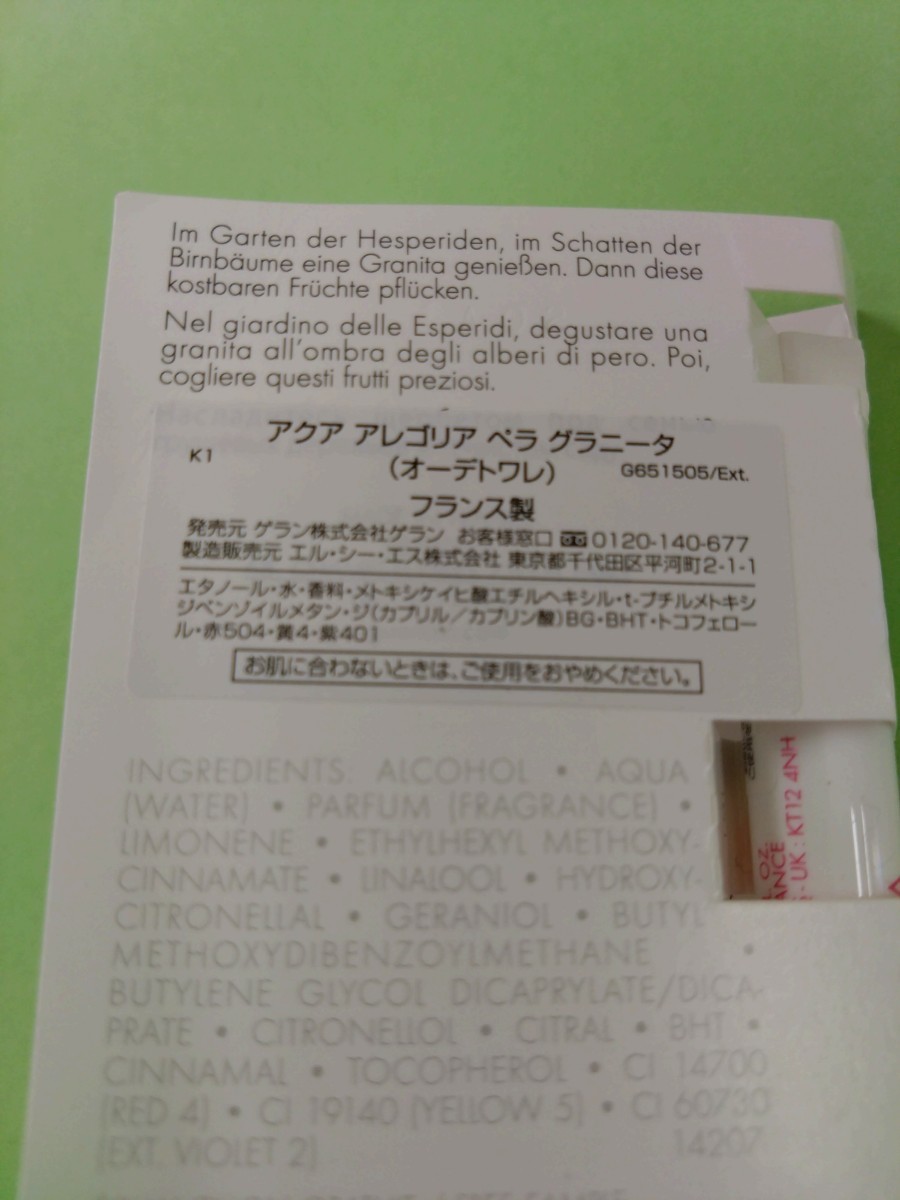 Im Garten der Hesperiden, im Schatten der
Birnbäume eine Granita genießen. Dann diese
kostbaren Früchte pflücken.
Nel giardino delle Esperidi, degustare una
granita all'ombra degli alberi di pero. Poi,
cogliere questi frutti preziosi.
アクア アレゴリア ペラ グラニータ
K1 (オーデトワレ) G651505/Ext.
フランス製
発売元 ゲラン株式会社ゲラン お客様窓口 0120-140-677
製造販売元 エル・シー・エス株式会社 東京都千代田区平河町2-1-1
エタノール・水・香料・メトキシケイヒ酸エチルヘキシル・t-ブチルメトキシ
ジベンゾイルメタン・ジ(カプリル/カプリン酸)BG・BHT・トコフェロー
ル・赤504・黄4・紫401
お肌に合わないときは、ご使用をおやめください。
INGREDIENTS ALCOHOL • AQUA
(WATER) • PARFUM (FRAGRANCE) •
LIMONENE • ETHYLHEXYL METHOXY-
CINNAMATE • LINALOOL • HYDROXY-
CITRONELLAL • GERANIOL • BUTYL
METHOXYDIBENZOYLMETHANE •
BUTYLENE GLYCOL DICAPRYLATE/DICA-
PRATE • CITRONELLOL • CITRAL • BHT •
CINNAMAL • TOCOPHEROL • CI 14700
(RED 4) • CI 19140 (YELLOW 5) • CI 60730
(EXT. VIOLET 2) 14207
OZ.
ANCE
- UK : KT12 4NH